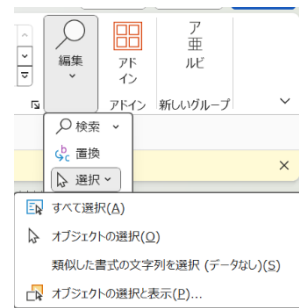 編集
アド
イン
ア
亜
ルビ
アドイン
新しいグループ
検索
置換
選択
すべて選択(A)
オブジェクトの選択(O)
類似した書式の文字列を選択 (データなし)(S)
オブジェクトの選択と表示(P)...